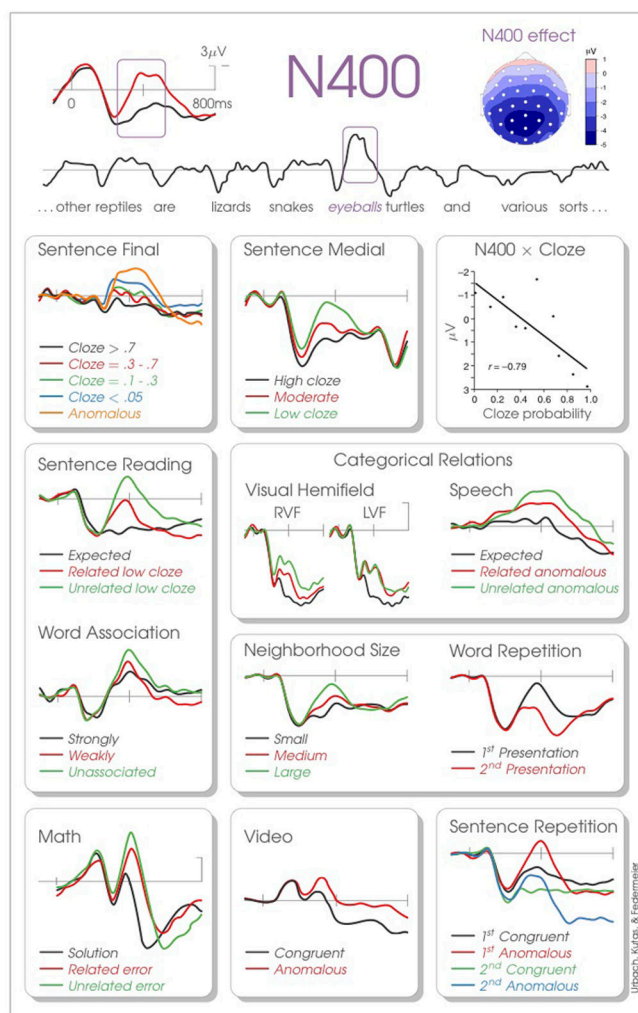 3μV
0
800ms
N400
N400 effect
μV
1
0
-1
-2
-3
-4
-5
...other reptiles are lizards snakes eyeballs turtles and various sorts...
Sentence Final
Cloze > .7
Cloze = .3 - .7
Cloze = .1 - .3
Cloze < .05
Anomalous
Sentence Medial
High cloze
Moderate
Low cloze
N400 × Cloze
−2
−1
0
1
2
3
μV
r = −0.79
0 0.2 0.4 0.6 0.8 1.0
Cloze probability
Sentence Reading
Expected
Related low cloze
Unrelated low cloze
Categorical Relations
Visual Hemifield
RVF
LVF
Speech
Expected
Related anomalous
Unrelated anomalous
Word Association
Strongly
Weakly
Unassociated
Neighborhood Size
Small
Medium
Large
Word Repetition
1st Presentation
2nd Presentation
Math
Solution
Related error
Unrelated error
Video
Congruent
Anomalous
Sentence Repetition
1st Congruent
1st Anomalous
2nd Congruent
2nd Anomalous
Urbach, Kutas, & Federmeier